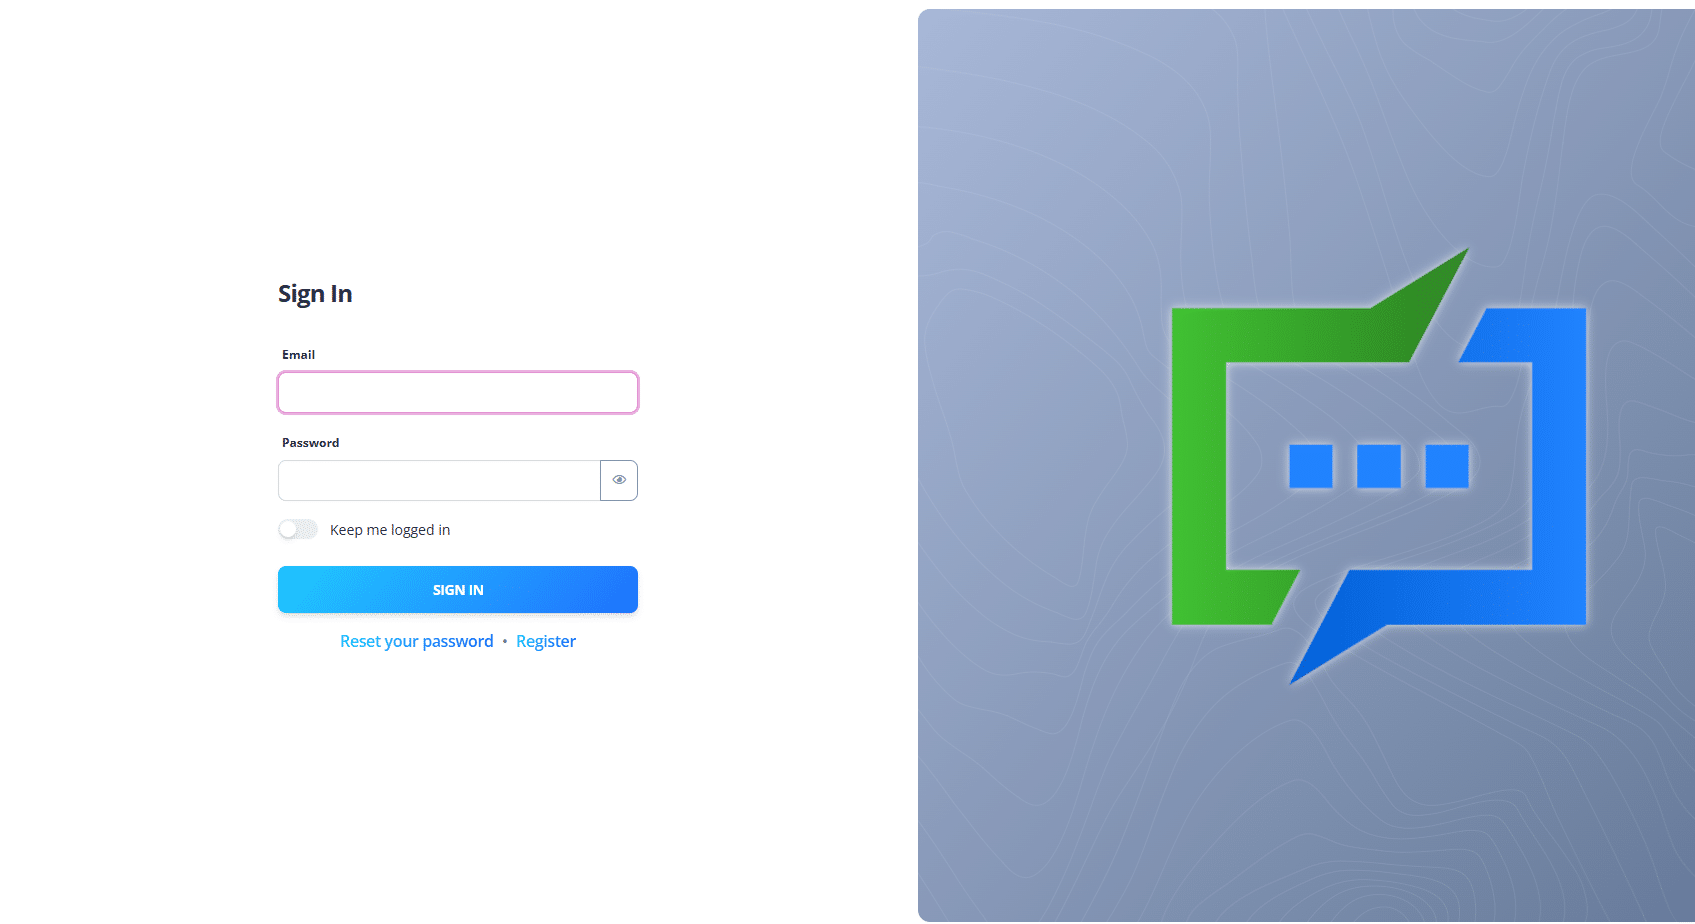 Sign In
Email
Password
Keep me logged in
SIGN IN
Reset your password • Register